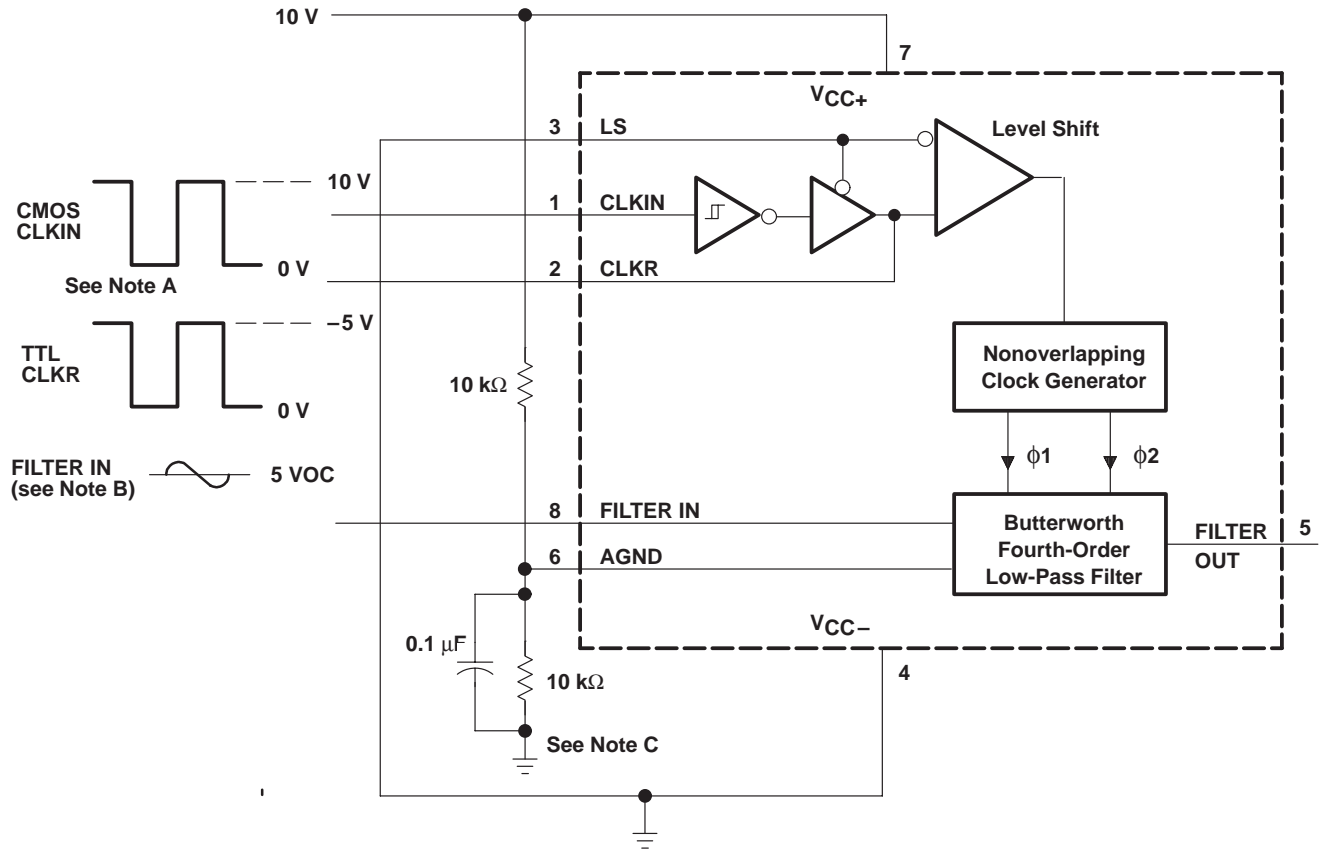 10 V
7
VCC+
3
LS
Level Shift
10 V
CMOS
CLKIN
1
CLKIN
0 V
2
CLKR
See Note A
−5 V
TTL
CLKR
Nonoverlapping
Clock Generator
10 kΩ
0 V
ϕ1
ϕ2
FILTER IN
(see Note B)
5 VOC
8
FILTER IN
Butterworth
Fourth-Order
Low-Pass Filter
FILTER
OUT
5
6
AGND
VCC−
0.1 μF
4
10 kΩ
See Note C